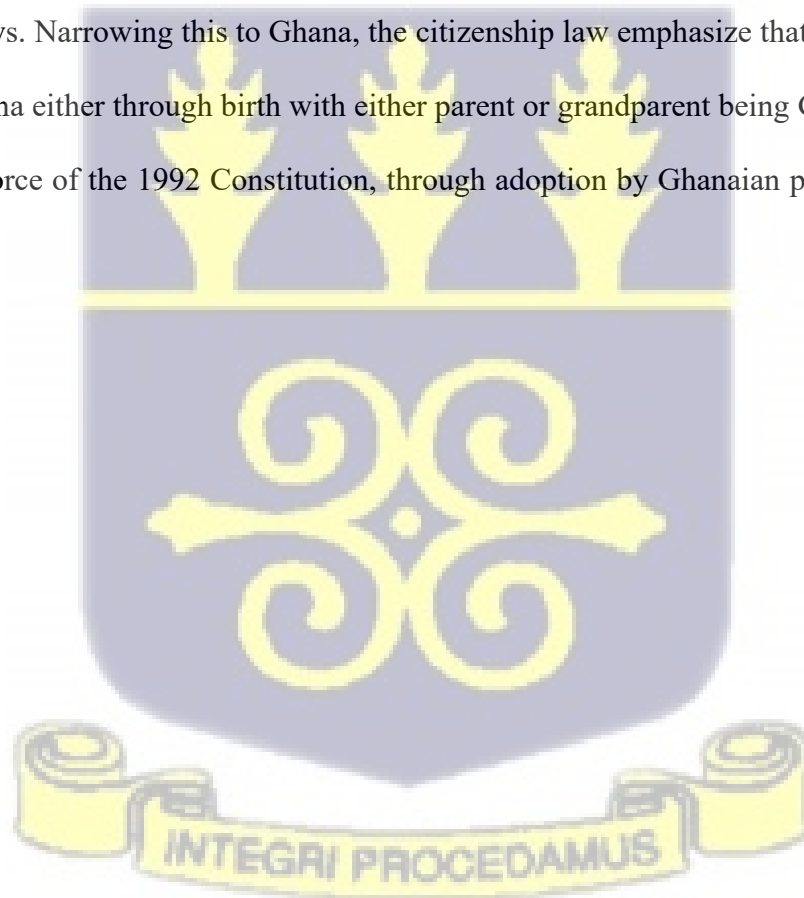 ys. Narrowing this to Ghana, the citizenship law emphasize that
na either through birth with either parent or grandparent being
orce of the 1992 Constitution, through adoption by Ghanaian p
INTEGRI PROCEDAMUS